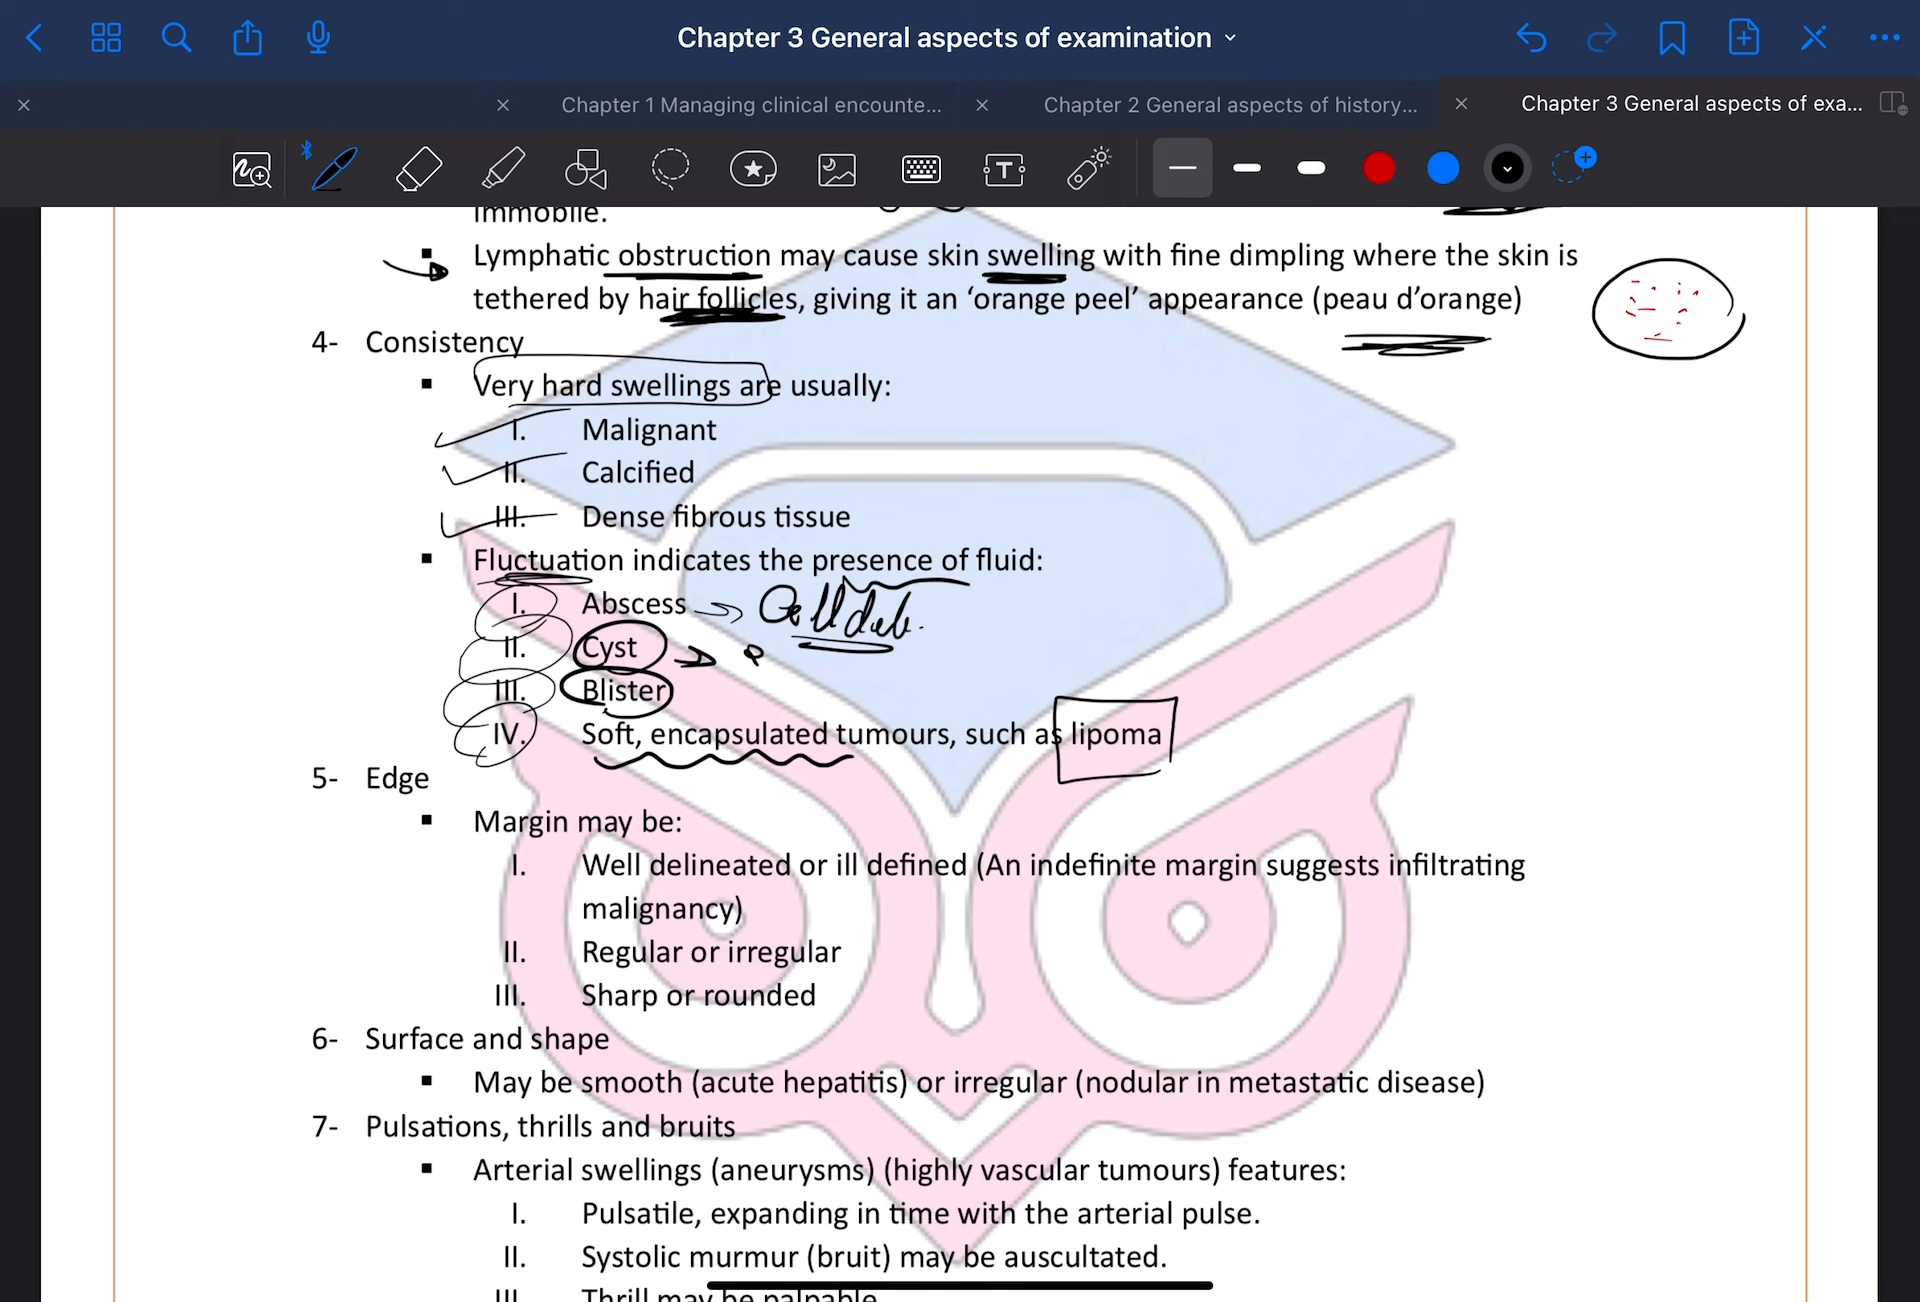 Chapter 3 General aspects of examination
Chapter 1 Managing clinical encounte...
Chapter 2 General aspects of history...
Chapter 3 General aspects of exa...
T
immobile.
▪ Lymphatic obstruction may cause skin swelling with fine dimpling where the skin is
tethered by hair follicles, giving it an ‘orange peel’ appearance (peau d’orange)
4- Consistency
▪ Very hard swellings are usually:
I. Malignant
II. Calcified
III. Dense fibrous tissue
▪ Fluctuation indicates the presence of fluid:
I. Abscess
II. Cyst
III. Blister
IV. Soft, encapsulated tumours, such as lipoma
5- Edge
▪ Margin may be:
I. Well delineated or ill defined (An indefinite margin suggests infiltrating
malignancy)
II. Regular or irregular
III. Sharp or rounded
6- Surface and shape
▪ May be smooth (acute hepatitis) or irregular (nodular in metastatic disease)
7- Pulsations, thrills and bruits
▪ Arterial swellings (aneurysms) (highly vascular tumours) features:
I. Pulsatile, expanding in time with the arterial pulse.
II. Systolic murmur (bruit) may be auscultated.
III. Thrill may be palpable